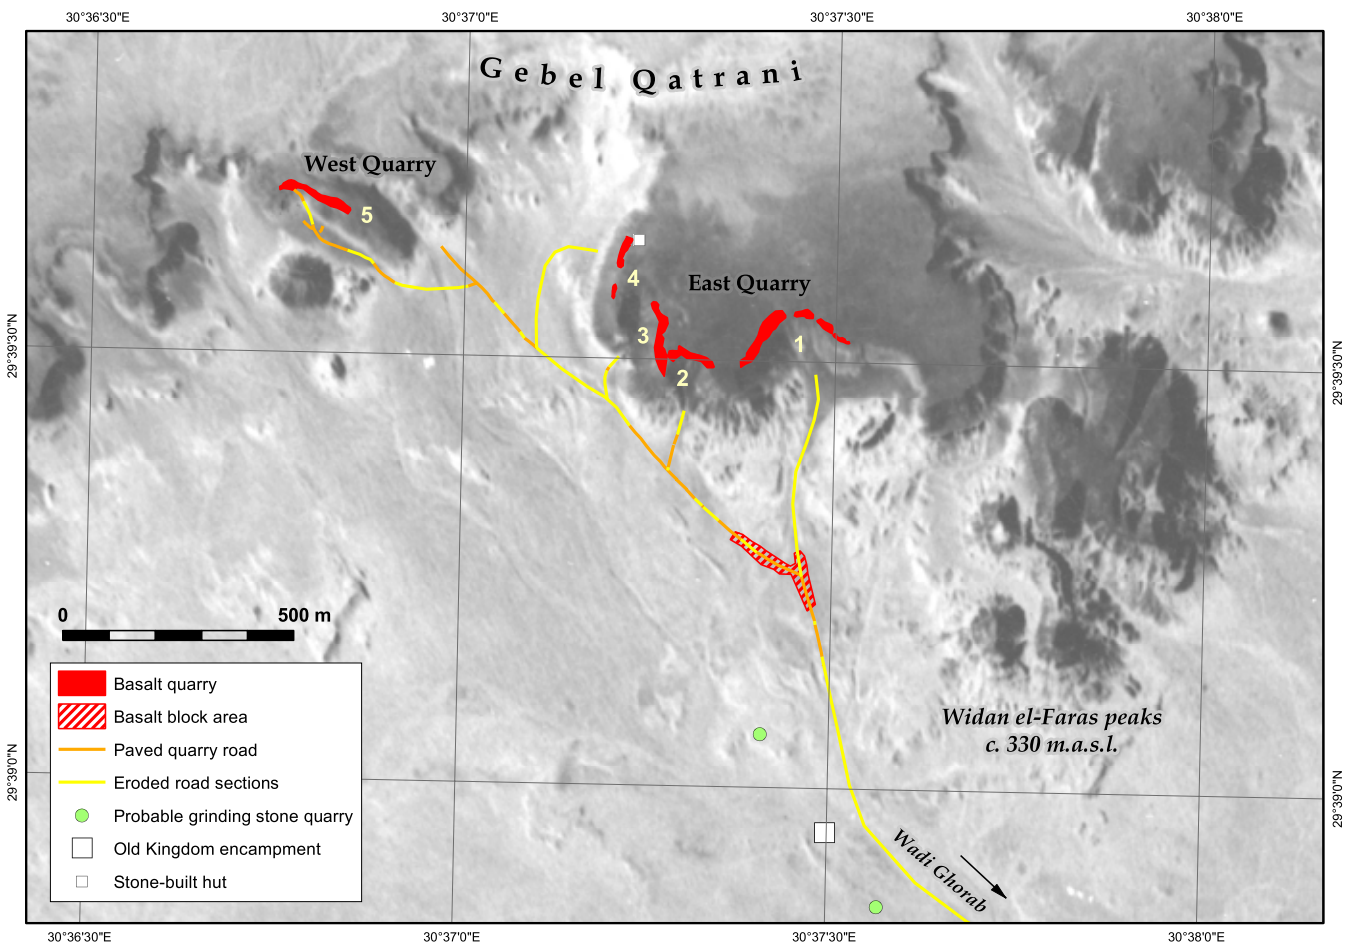 30°36'30"E 30°37'0"E 30°37'30"E 30°38'0"E
Gebel Qatrani
West Quarry
5
4
East Quarry
3
1
2
29°39'30"N
29°39'30"N
0 500 m
Basalt quarry
Basalt block area
Paved quarry road
Eroded road sections
Probable grinding stone quarry
Old Kingdom encampment
Stone-built hut
Widan el-Faras peaks
c. 330 m.a.s.l.
29°39'0"N
29°39'0"N
Wadi Ghorab
30°36'30"E 30°37'0"E 30°37'30"E 30°38'0"E